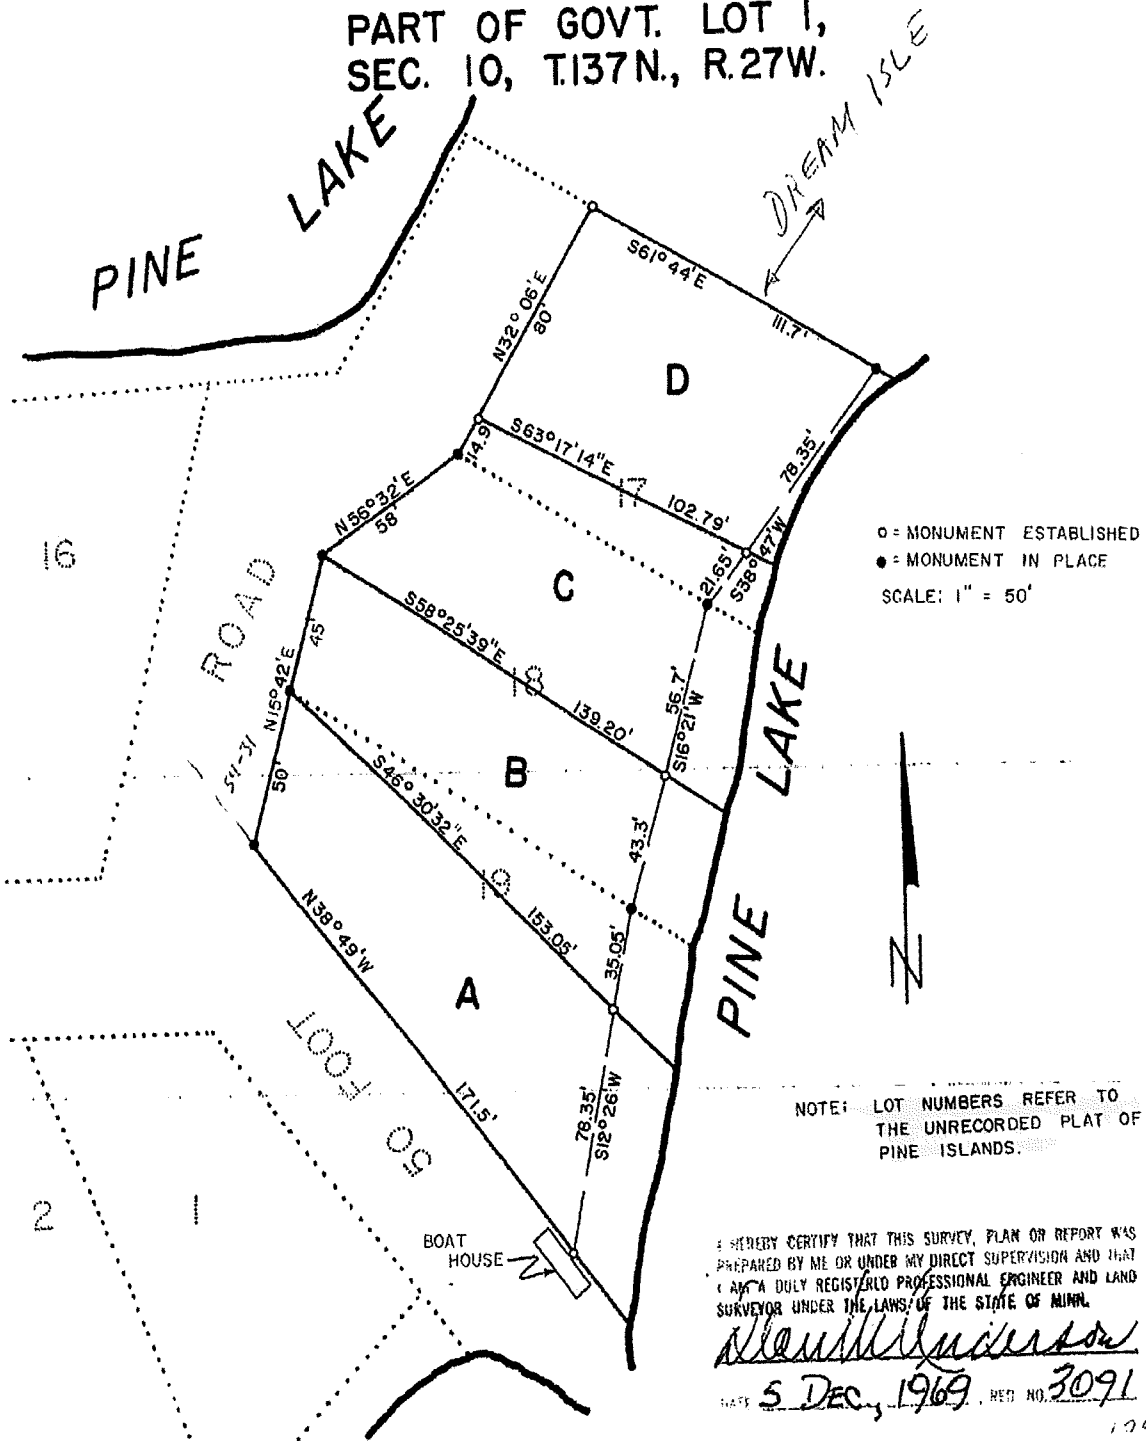 PART OF GOVT. LOT 1,
SEC. 10, T.137N., R.27W.
PINE LAKE
DREAM ISLE
S61°44'E
111.7'
N32°06'E
80'
D
78.35'
S63°17'14"E
102.79'
14.9
17
N56°32'E
58'
21.65'
S38°47'W
16
C
ROAD
S58°25'39"E
139.20'
18
45'
N15°42'E
56.7'
S16°21'W
○ = MONUMENT ESTABLISHED
● = MONUMENT IN PLACE
SCALE: 1" = 50'
PINE LAKE
54-31
50'
B
S46°30'32"E
153.05'
43.3'
19
35.05'
N38°49'W
171.5'
A
78.35'
S12°26'W
N
50 FOOT
2
1
BOAT
HOUSE
NOTE: LOT NUMBERS REFER TO
THE UNRECORDED PLAT OF
PINE ISLANDS.
I HEREBY CERTIFY THAT THIS SURVEY, PLAN OR REPORT WAS
PREPARED BY ME OR UNDER MY DIRECT SUPERVISION AND THAT
I AM A DULY REGISTERED PROFESSIONAL ENGINEER AND LAND
SURVEYOR UNDER THE LAWS OF THE STATE OF MINN.
Anderson
DATE 5 DEC, 1969, REG NO. 3091